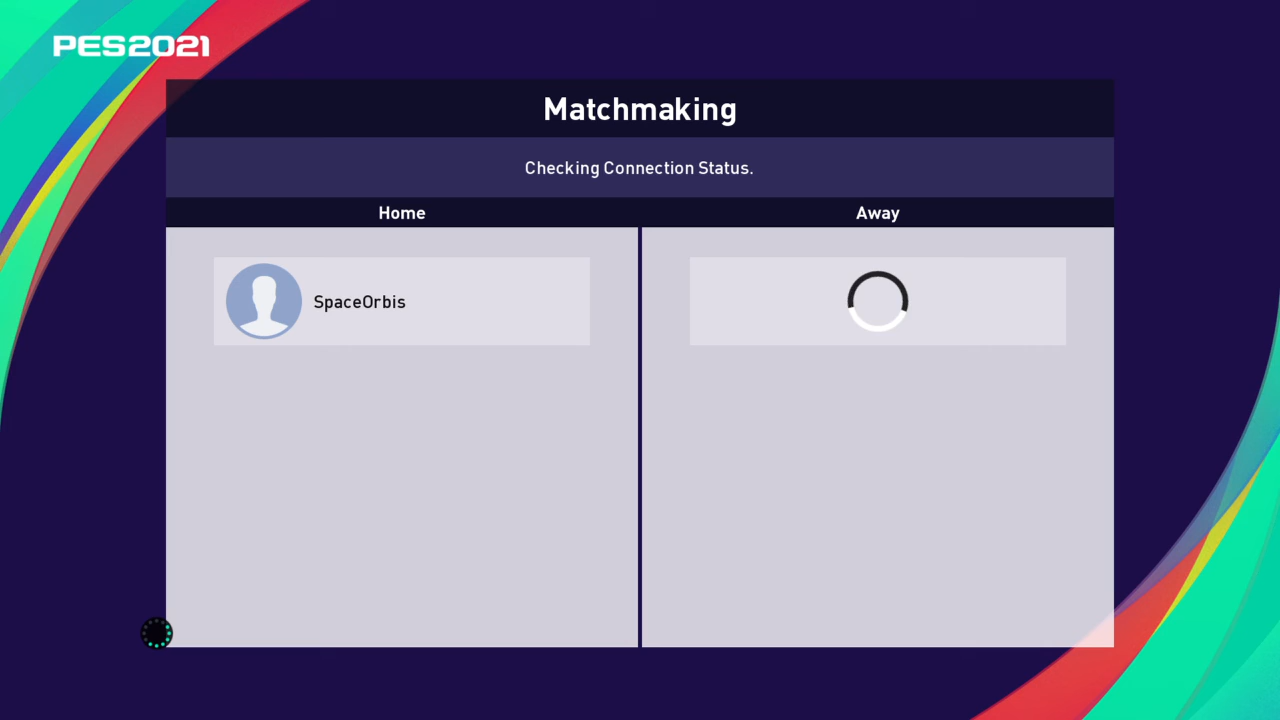 PES2021
Matchmaking
Checking Connection Status.
Home
Away
SpaceOrbis